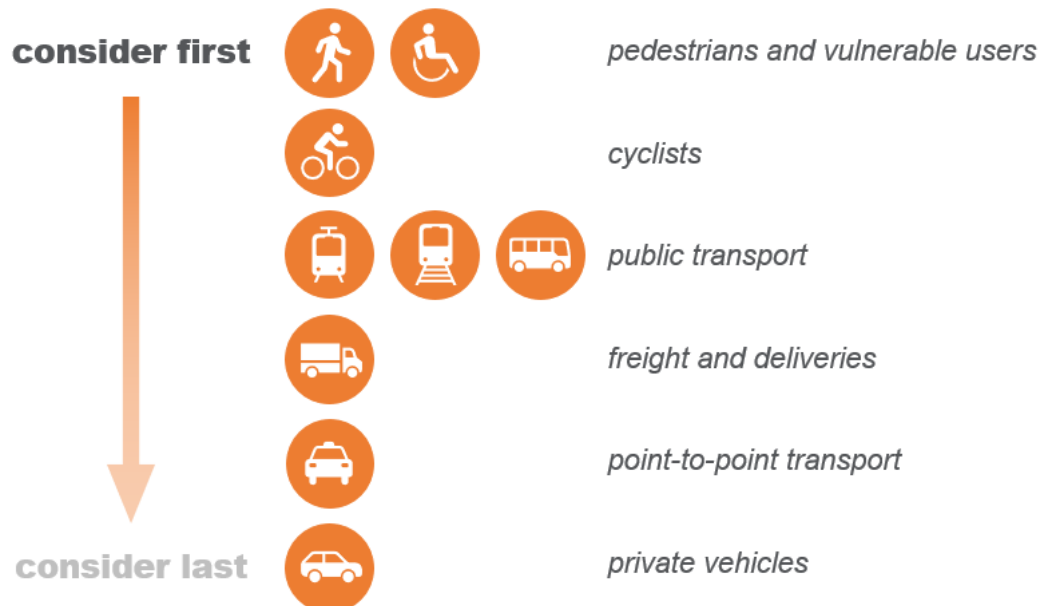 consider first
pedestrians and vulnerable users
cyclists
public transport
freight and deliveries
point-to-point transport
consider last
private vehicles